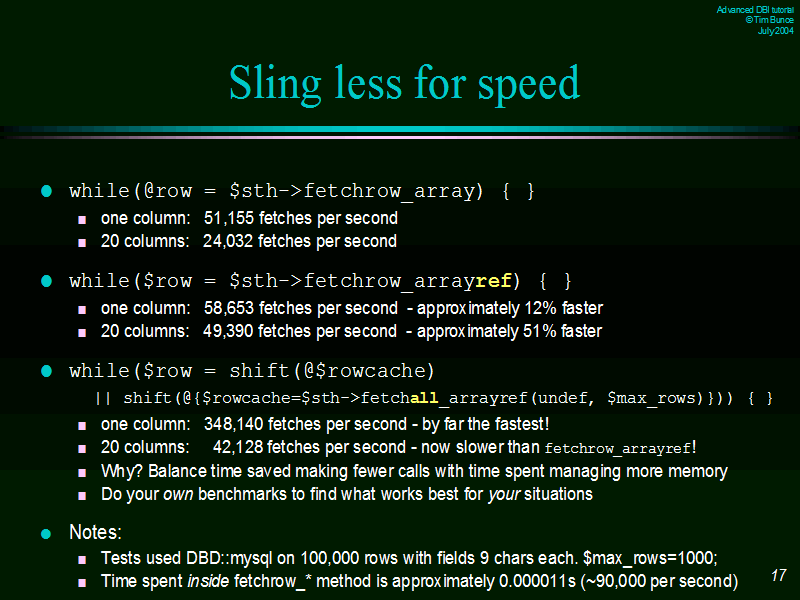 Advanced DBI tutorial
© Tim Bunce
July 2004
Sling less for speed
while(@row = $sth->fetchrow_array) { }
one column: 51,155 fetches per second
20 columns: 24,032 fetches per second
while($row = $sth->fetchrow_arrayref) { }
one column: 58,653 fetches per second - approximately 12% faster
20 columns: 49,390 fetches per second - approximately 51% faster
while($row = shift(@$rowcache)
|| shift(@{$rowcache=$sth->fetchall_arrayref(undef, $max_rows)})) { }
one column: 348,140 fetches per second - by far the fastest!
20 columns: 42,128 fetches per second - now slower than fetchrow_arrayref!
Why? Balance time saved making fewer calls with time spent managing more memory
Do your own benchmarks to find what works best for your situations
Notes:
Tests used DBD::mysql on 100,000 rows with fields 9 chars each. $max_rows=1000;
Time spent inside fetchrow_* method is approximately 0.000011s (~90,000 per second)
17